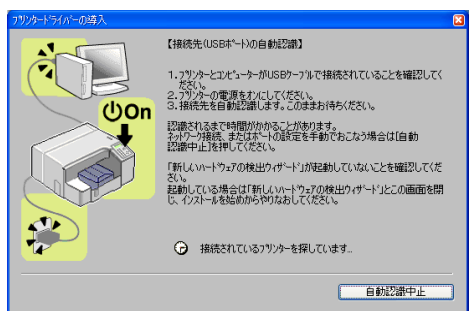 プリンタードライバーの導入
【接続先(USBポート)の自動認識】
1.プリンターとコンピューターがUSBケーブルで接続されていることを確認してく
ださい。
2.プリンターの電源をオンにしてください。
3.接続先を自動認識します。このままお待ちください。
認識されるまで時間がかかることがあります。
ネットワーク接続、またはポートの設定を手動でおこなう場合は[自動
認識中止]を押してください。
「新しいハードウェアの検出ウィザード」が起動していないことを確認してくだ
さい。
起動している場合は「新しいハードウェアの検出ウィザード」とこの画面を閉
じ、インストールを始めからやりなおしてください。
On
接続されているプリンターを探しています...
自動認識中止